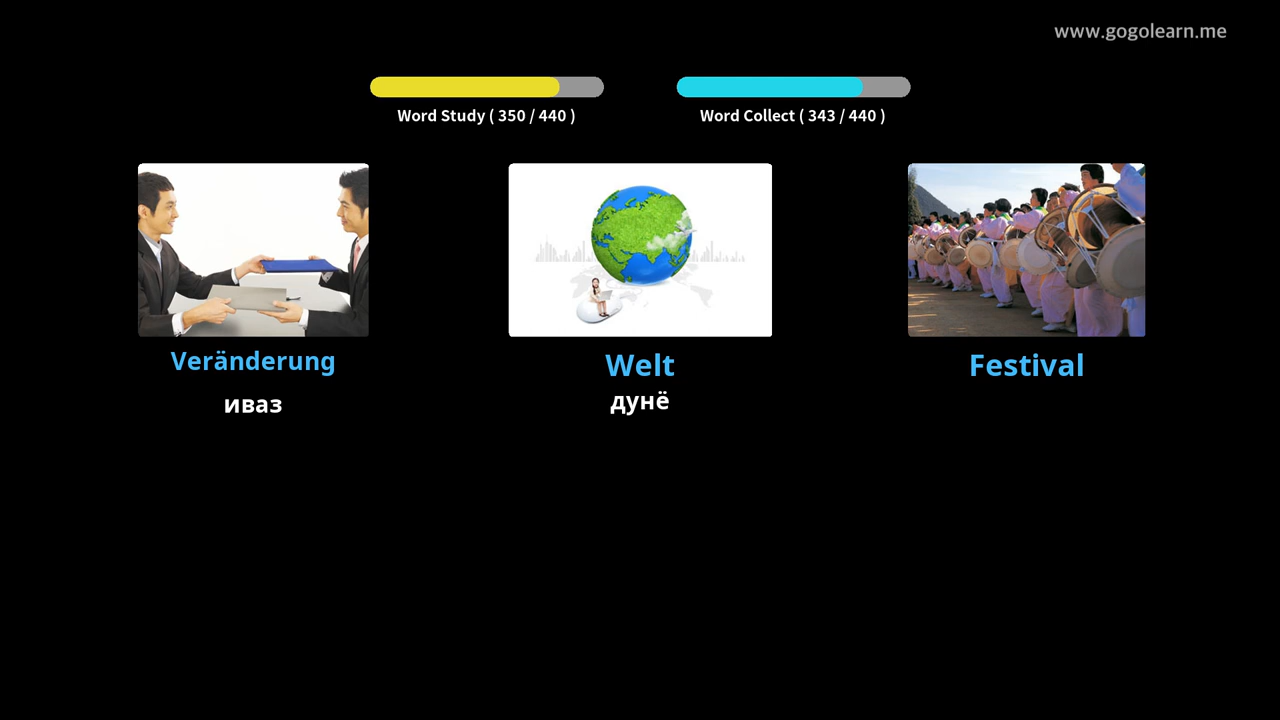 www.gogolearn.me
Word Study ( 350 / 440 )
Word Collect ( 343 / 440 )
Veränderung
иваз
Welt
дунё
Festival